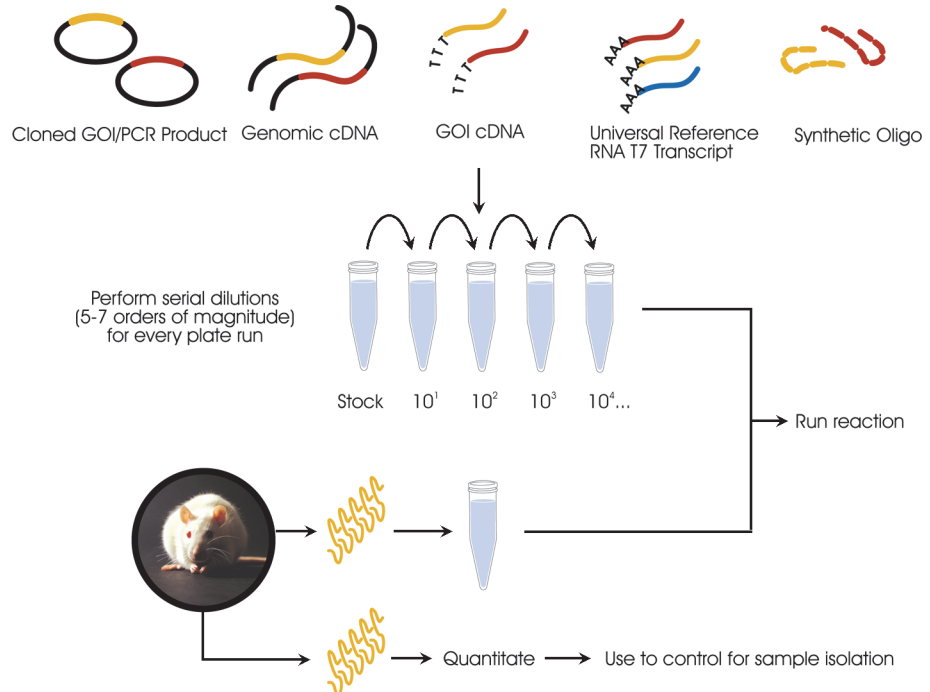 TTT
TTT
AAA
AAA
AAA
Cloned GOI/PCR Product
Genomic cDNA
GOI cDNA
Universal Reference
RNA T7 Transcript
Synthetic Oligo
Perform serial dilutions
(5-7 orders of magnitude)
for every plate run
Stock
10¹
10²
10³
10⁴...
Run reaction
Quantitate
Use to control for sample isolation